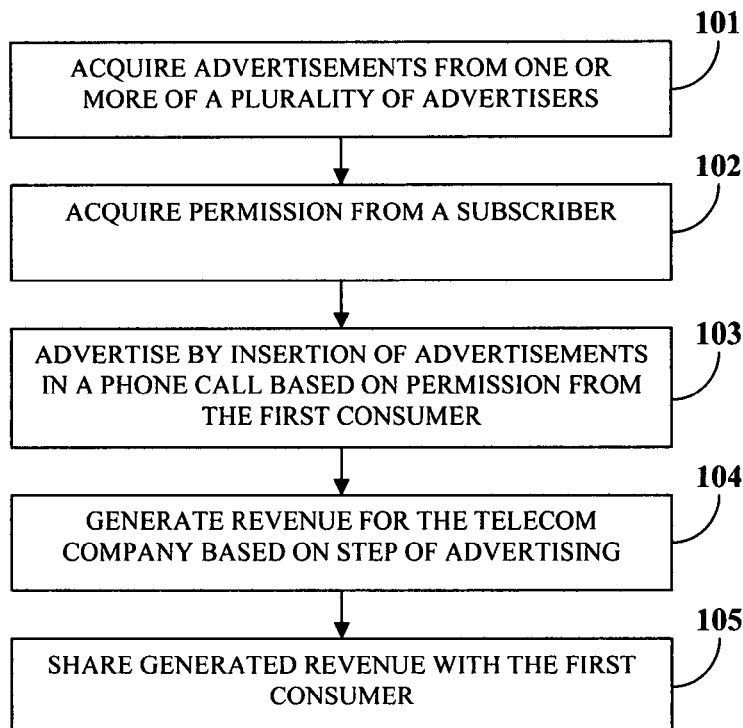 101
ACQUIRE ADVERTISEMENTS FROM ONE OR
MORE OF A PLURALITY OF ADVERTISERS
102
ACQUIRE PERMISSION FROM A SUBSCRIBER
103
ADVERTISE BY INSERTION OF ADVERTISEMENTS
IN A PHONE CALL BASED ON PERMISSION FROM
THE FIRST CONSUMER
104
GENERATE REVENUE FOR THE TELECOM
COMPANY BASED ON STEP OF ADVERTISING
105
SHARE GENERATED REVENUE WITH THE FIRST
CONSUMER